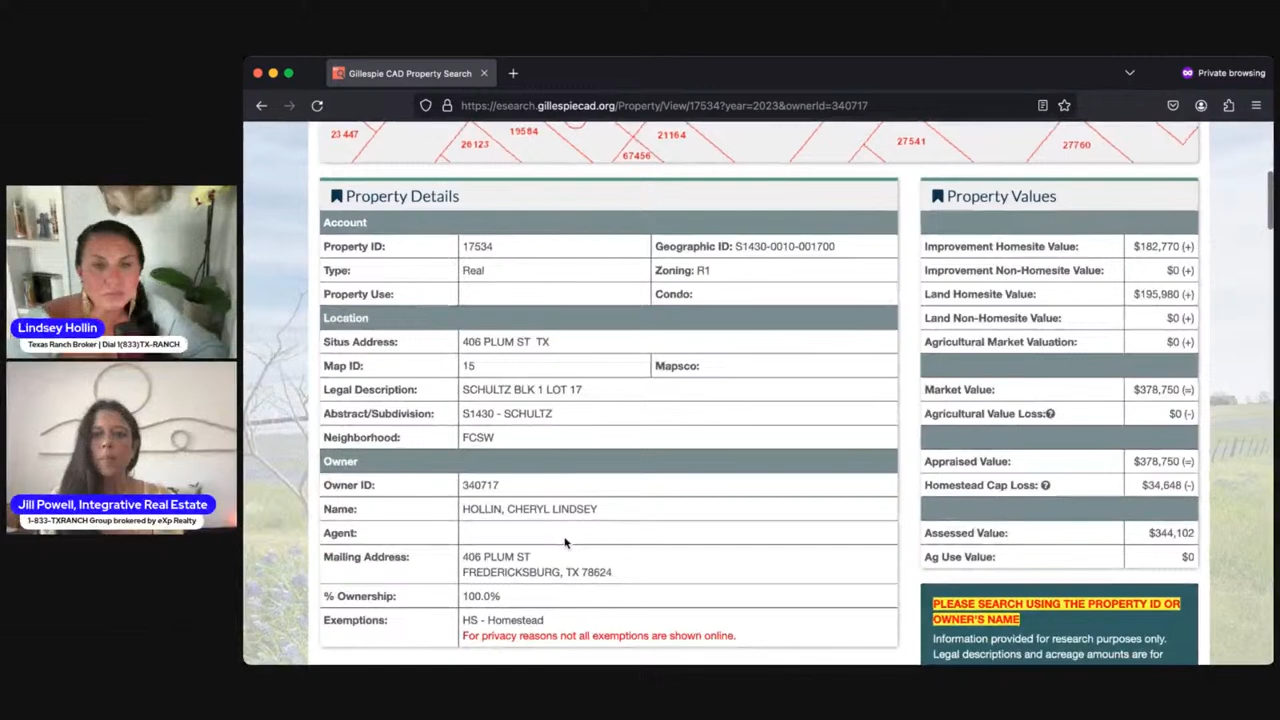 Gillespie CAD Property Search
Private browsing
https://esearch.gillespiecad.org/Property/View/17534?year=2023&ownerId=340717
23 447
26123
19584
67456
21164
27541
27760
Property Details
Account
Property ID: 17534 Geographic ID: S1430-0010-001700
Type: Real Zoning: R1
Property Use: Condo:
Location
Situs Address: 406 PLUM ST TX
Map ID: 15 Mapsco:
Legal Description: SCHULTZ BLK 1 LOT 17
Abstract/Subdivision: S1430 - SCHULTZ
Neighborhood: FCSW
Owner
Owner ID: 340717
Name: HOLLIN, CHERYL LINDSEY
Agent:
Mailing Address: 406 PLUM ST
FREDERICKSBURG, TX 78624
% Ownership: 100.0%
Exemptions: HS - Homestead
For privacy reasons not all exemptions are shown online.
Property Values
Improvement Homesite Value: $182,770 (+)
Improvement Non-Homesite Value: $0 (+)
Land Homesite Value: $195,980 (+)
Land Non-Homesite Value: $0 (+)
Agricultural Market Valuation: $0 (+)
Market Value: $378,750 (=)
Agricultural Value Loss: $0 (-)
Appraised Value: $378,750 (=)
Homestead Cap Loss: $34,648 (-)
Assessed Value: $344,102
Ag Use Value: $0
PLEASE SEARCH USING THE PROPERTY ID OR
OWNER'S NAME
Information provided for research purposes only.
Legal descriptions and acreage amounts are for
Lindsey Hollin
Texas Ranch Broker | Dial 1(833)TX-RANCH
Jill Powell, Integrative Real Estate
1-833-TXRANCH Group brokered by eXp Realty